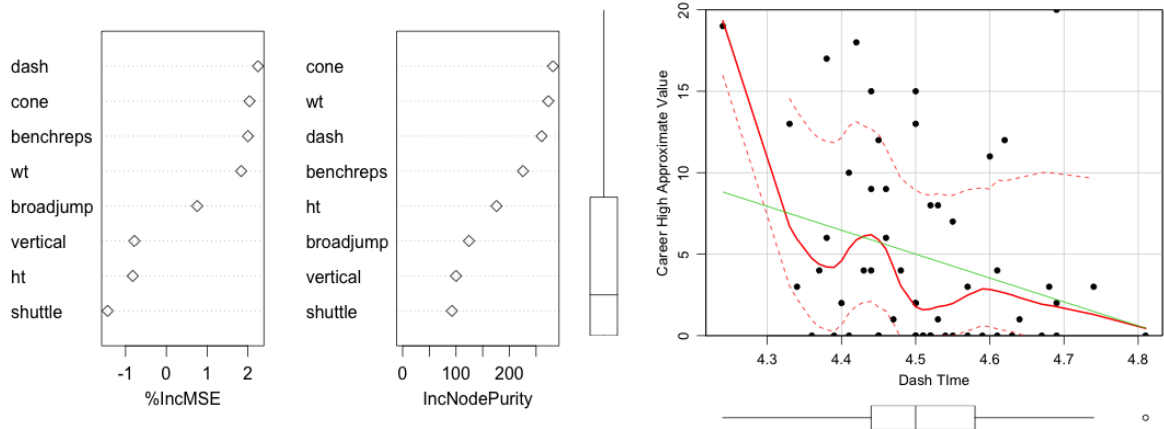 dash
cone
benchreps
wt
broadjump
vertical
ht
shuttle
-1 0 1 2
%IncMSE
cone
wt
dash
benchreps
ht
broadjump
vertical
shuttle
0 100 200
IncNodePurity
20
15
10
5
0
Career High Approximate Value
4.3 4.4 4.5 4.6 4.7 4.8
Dash TIme